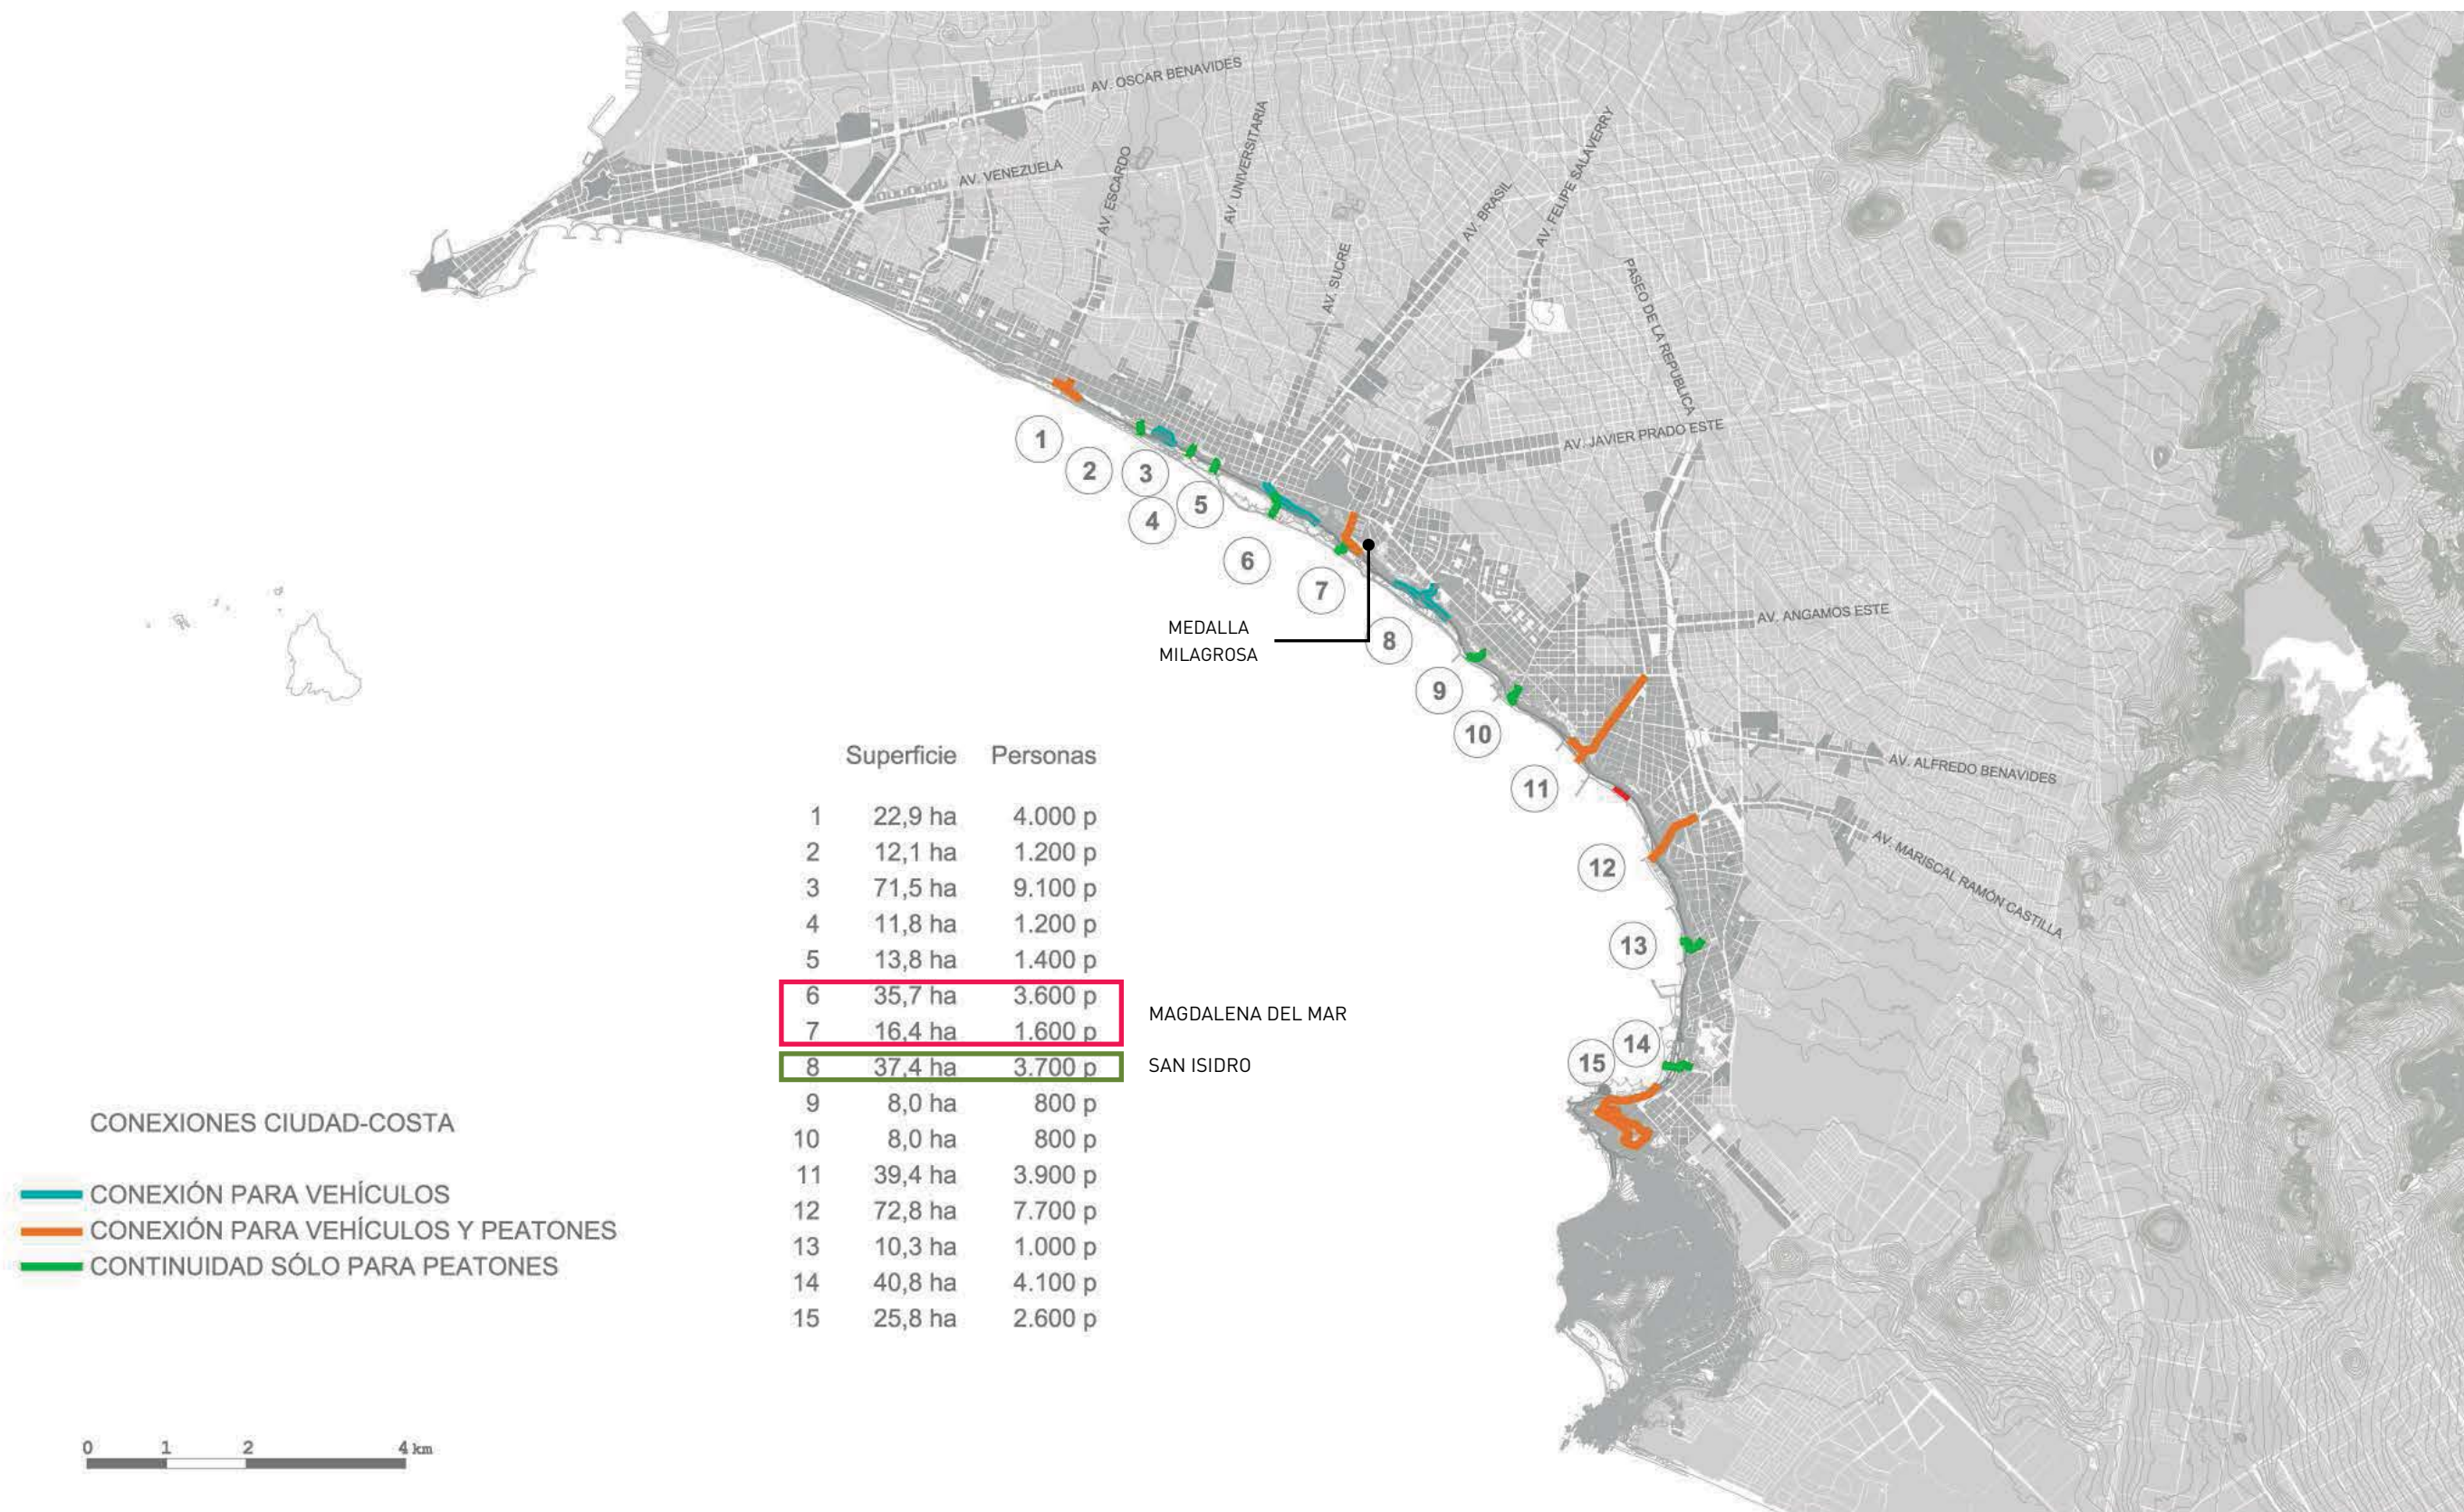 AV. OSCAR BENAVIDES
AV. VENEZUELA
AV. ESCARDO
AV. UNIVERSITARIA
AV. SUCRE
AV. BRASIL
AV. FELIPE SALAVERRY
PASEO DE LA REPUBLICA
AV. JAVIER PRADO ESTE
AV. ANGAMOS ESTE
AV. ALFREDO BENAVIDES
AV. MARISCAL RAMÓN CASTILLA
1
2
3
4
5
6
7
8
9
10
11
12
13
14
15
MEDALLA
MILAGROSA
Superficie Personas
1 22,9 ha 4.000 p
2 12,1 ha 1.200 p
3 71,5 ha 9.100 p
4 11,8 ha 1.200 p
5 13,8 ha 1.400 p
6 35,7 ha 3.600 p
7 16,4 ha 1.600 p
MAGDALENA DEL MAR
8 37,4 ha 3.700 p
SAN ISIDRO
9 8,0 ha 800 p
10 8,0 ha 800 p
11 39,4 ha 3.900 p
12 72,8 ha 7.700 p
13 10,3 ha 1.000 p
14 40,8 ha 4.100 p
15 25,8 ha 2.600 p
CONEXIONES CIUDAD-COSTA
CONEXIÓN PARA VEHÍCULOS
CONEXIÓN PARA VEHÍCULOS Y PEATONES
CONTINUIDAD SÓLO PARA PEATONES
0 1 2 4 km